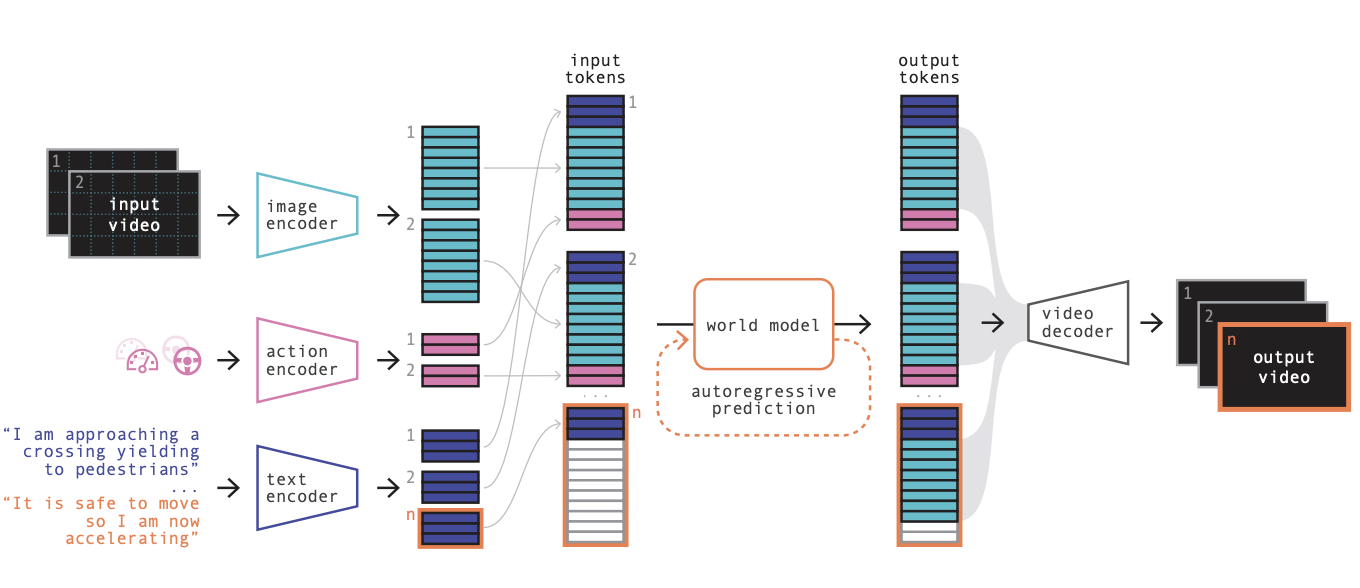 input
tokens
output
tokens
1
2
input
video
image
encoder
1
2
1
2
n
action
encoder
1
2
“I am approaching a
crossing yielding
to pedestrians”
...
“It is safe to move
so I am now
accelerating”
text
encoder
1
2
n
...
world model
autoregressive
prediction
...
video
decoder
1
2
n
output
video